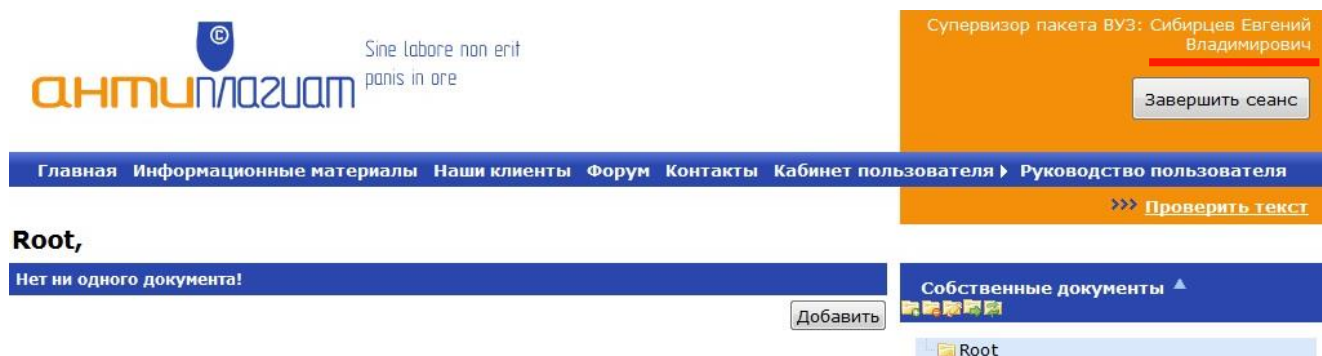 ©
антиплагиат
Sine labore non erit
panis in ore
Супервизор пакета ВУЗ: Сибирцев Евгений
Владимирович
Завершить сеанс
Главная Информационные материалы Наши клиенты Форум Контакты Кабинет пользователя Руководство пользователя
>>> Проверить текст
Root,
Нет ни одного документа!
Добавить
Собственные документы
Root